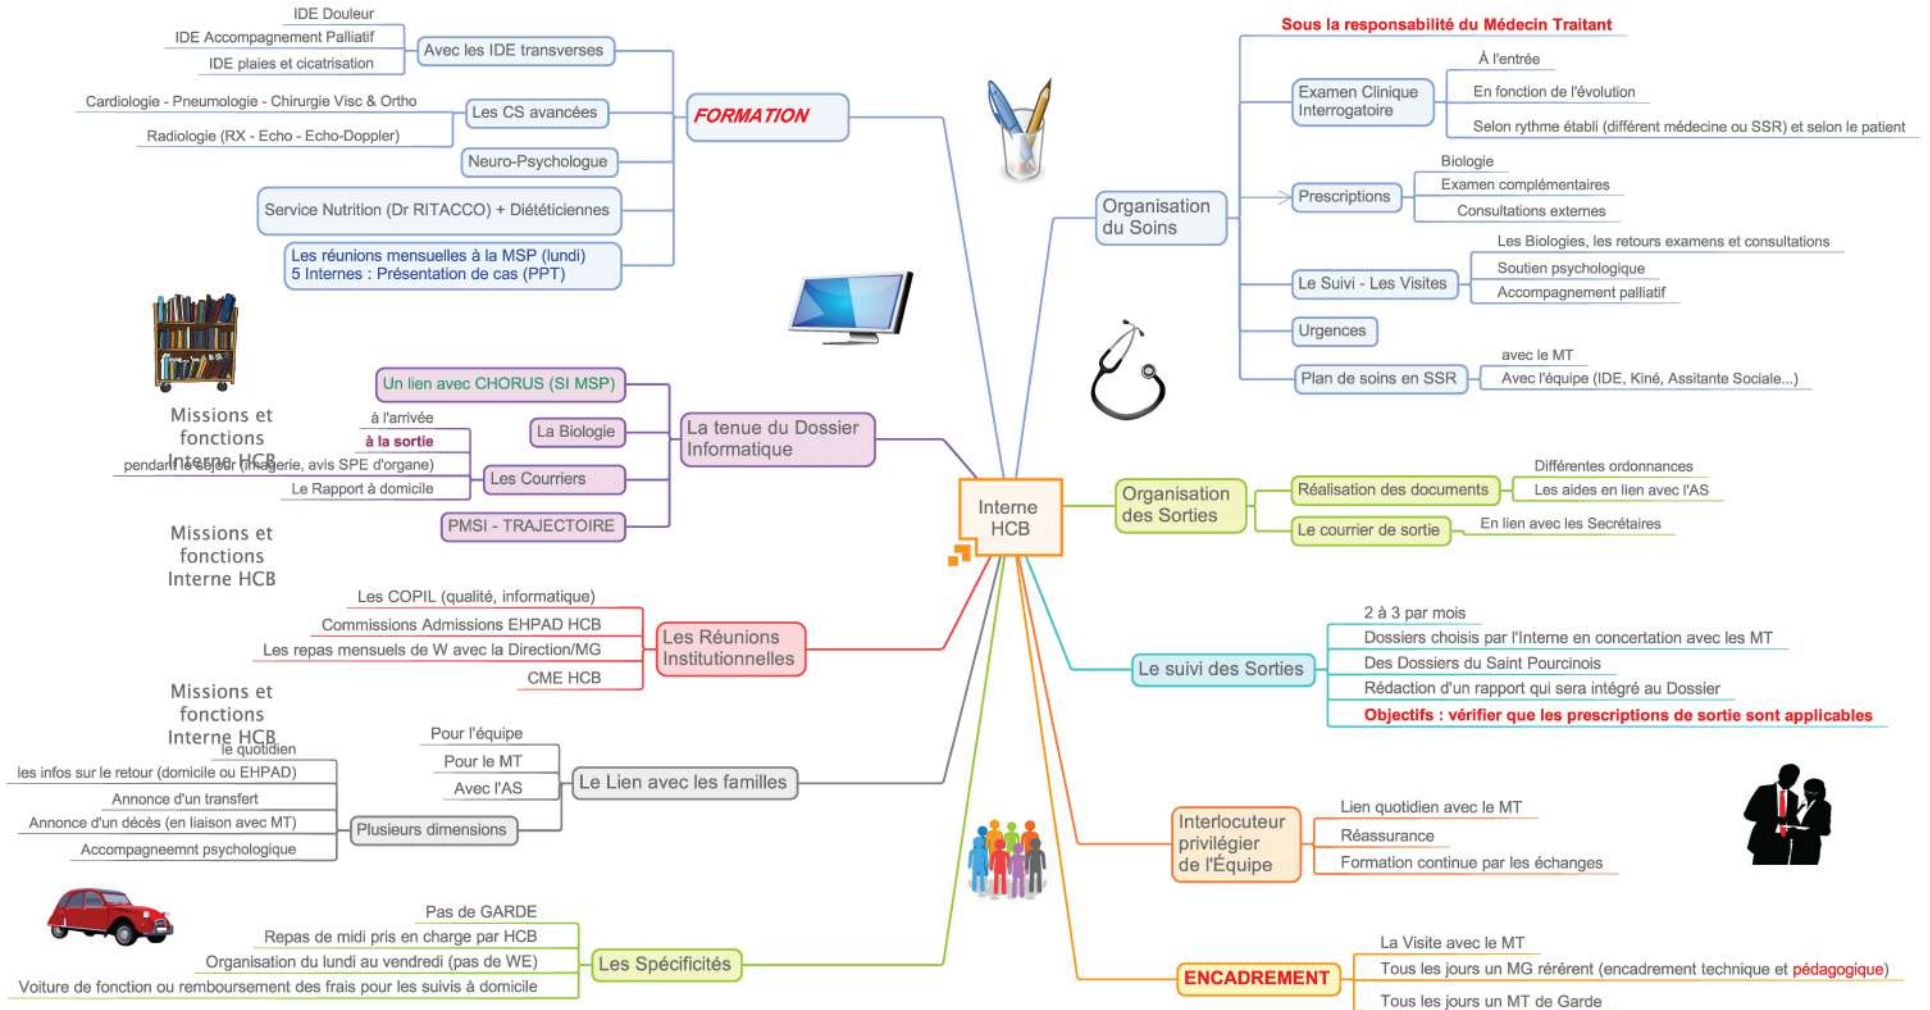 IDE Douleur
IDE Accompagnement Palliatif
IDE plaies et cicatrisation
Avec les IDE transverses
Cardiologie - Pneumologie - Chirurgie Visc & Ortho
Radiologie (RX - Echo - Echo-Doppler)
Les CS avancées
Neuro-Psychologue
Service Nutrition (Dr RITACCO) + Diététiciennes
Les réunions mensuelles à la MSP (lundi)
5 Internes : Présentation de cas (PPT)
FORMATION
Un lien avec CHORUS (SI MSP)
La Biologie
à l'arrivée
à la sortie
pendant le séjour (imagerie, avis SPE d'organe)
Le Rapport à domicile
Les Courriers
PMSI - TRAJECTOIRE
La tenue du Dossier
Informatique
Missions et
fonctions
Interne HCB
Missions et
fonctions
Interne HCB
Les COPIL (qualité, informatique)
Commissions Admissions EHPAD HCB
Les repas mensuels de W avec la Direction/MG
CME HCB
Les Réunions
Institutionnelles
Missions et
fonctions
Interne HCB
Pour l'équipe
Pour le MT
Avec l'AS
le quotidien
les infos sur le retour (domicile ou EHPAD)
Annonce d'un transfert
Annonce d'un décès (en liaison avec MT)
Accompagneemnt psychologique
Plusieurs dimensions
Le Lien avec les familles
Pas de GARDE
Repas de midi pris en charge par HCB
Organisation du lundi au vendredi (pas de WE)
Voiture de fonction ou remboursement des frais pour les suivis à domicile
Les Spécificités
Interne
HCB
Organisation
du Soins
Sous la responsabilité du Médecin Traitant
Examen Clinique
Interrogatoire
À l'entrée
En fonction de l'évolution
Selon rythme établi (différent médecine ou SSR) et selon le patient
Prescriptions
Biologie
Examen complémentaires
Consultations externes
Le Suivi - Les Visites
Les Biologies, les retours examens et consultations
Soutien psychologique
Accompagnement palliatif
Urgences
Plan de soins en SSR
avec le MT
Avec l'équipe (IDE, Kiné, Assitante Sociale...)
Organisation
des Sorties
Réalisation des documents
Différentes ordonnances
Les aides en lien avec l'AS
Le courrier de sortie
En lien avec les Secrétaires
Le suivi des Sorties
2 à 3 par mois
Dossiers choisis par l'Interne en concertation avec les MT
Des Dossiers du Saint Pourcinois
Rédaction d'un rapport qui sera intégré au Dossier
Objectifs : vérifier que les prescriptions de sortie sont applicables
Interlocuteur
privilégier
de l'Équipe
Lien quotidien avec le MT
Réassurance
Formation continue par les échanges
ENCADREMENT
La Visite avec le MT
Tous les jours un MG rérérent (encadrement technique et pédagogique)
Tous les jours un MT de Garde